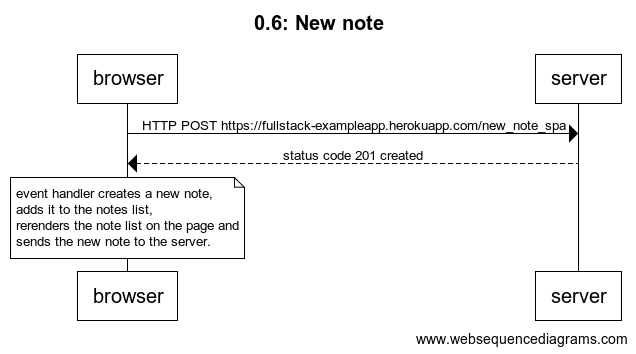 0.6: New note
browser
server
HTTP POST https://fullstack-exampleapp.herokuapp.com/new_note_spa
status code 201 created
event handler creates a new note,
adds it to the notes list,
rerenders the note list on the page and
sends the new note to the server.
browser
server
www.websequencediagrams.com